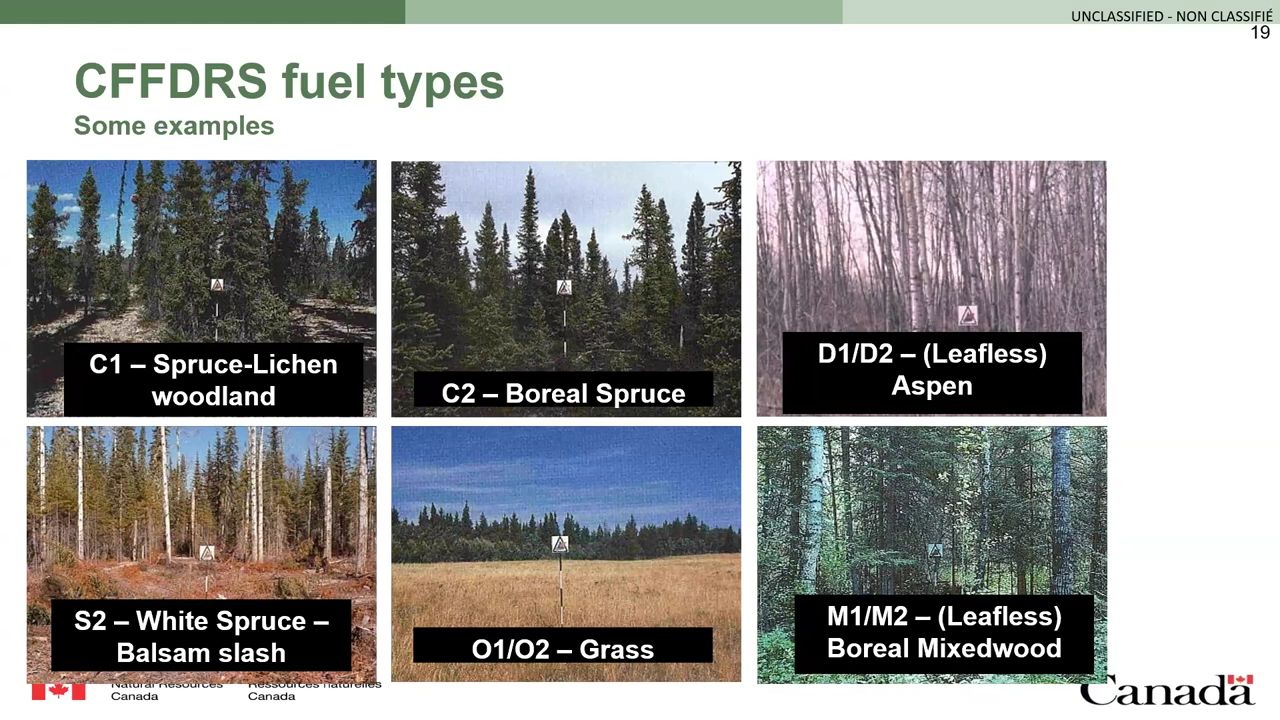 UNCLASSIFIED - NON CLASSIFIÉ
19
CFFDRS fuel types
Some examples
C1 – Spruce-Lichen
woodland
C2 – Boreal Spruce
D1/D2 – (Leafless)
Aspen
S2 – White Spruce –
Balsam slash
O1/O2 – Grass
M1/M2 – (Leafless)
Boreal Mixedwood
Natural Resources
Canada
Ressources naturelles
Canada
Canada